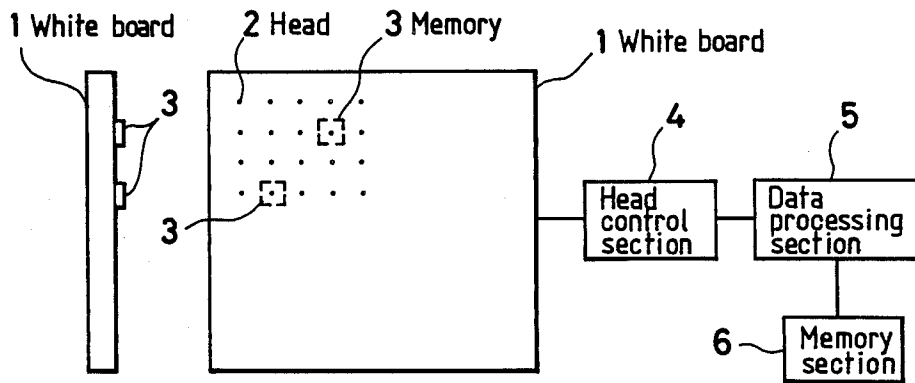 1 White board
2 Head
3 Memory
1 White board
3
3
4
Head
control
section
5
Data
processing
section
6
Memory
section